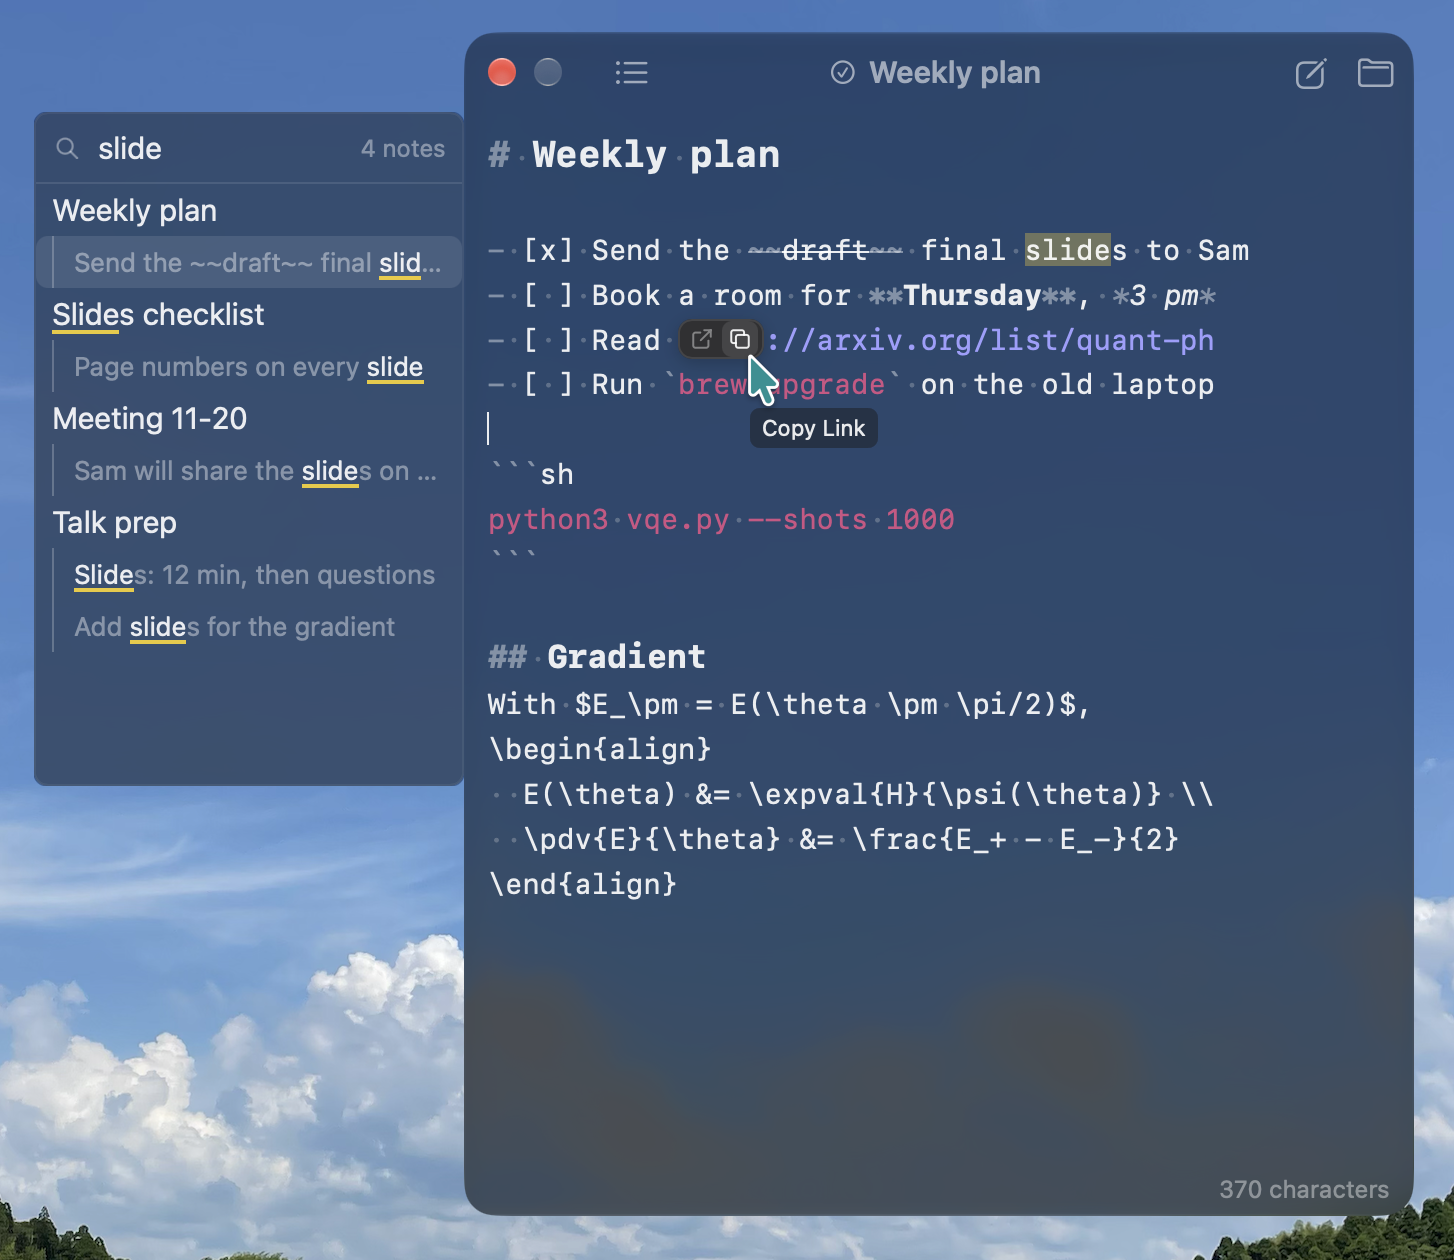 slide
4 notes
Weekly plan
Send the ~~draft~~ final slid...
Slides checklist
Page numbers on every slide
Meeting 11-20
Sam will share the slides on ...
Talk prep
Slides: 12 min, then questions
Add slides for the gradient
Weekly plan
# Weekly plan
- [x] Send the ~~draft~~ final slides to Sam
- [ ] Book a room for **Thursday**, *3 pm*
- [ ] Read ://arxiv.org/list/quant-ph
- [ ] Run `brew upgrade` on the old laptop
Copy Link
```sh
python3 vqe.py --shots 1000
```
## Gradient
With $E_\pm = E(\theta \pm \pi/2)$,
\begin{align}
  E(\theta) &= \expval{H}{\psi(\theta)} \\
  \pdv{E}{\theta} &= \frac{E_+ - E_-}{2}
\end{align}
370 characters